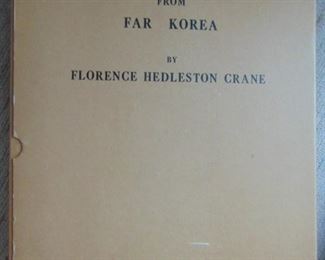 FROM
FAR KOREA
BY
FLORENCE HEDLESTON CRANE